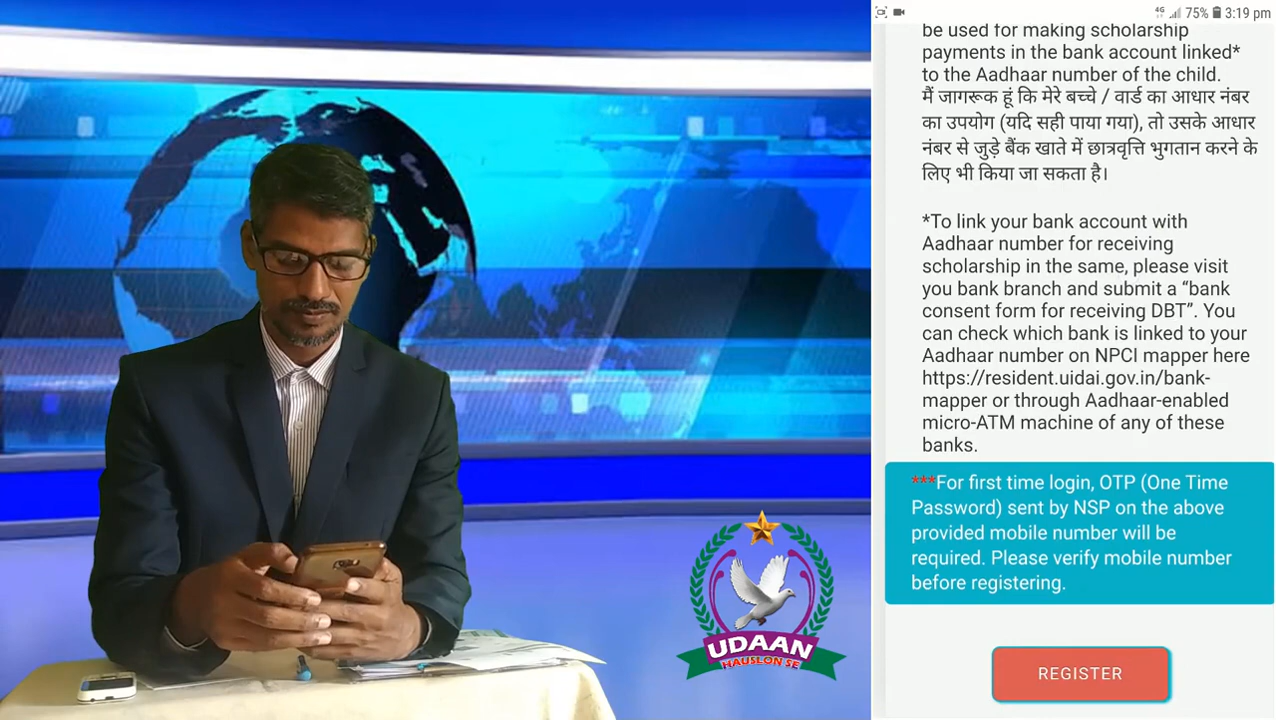 4G 75% 3:19 pm
be used for making scholarship
payments in the bank account linked*
to the Aadhaar number of the child.
मैं जागरूक हूं कि मेरे बच्चे / वार्ड का आधार नंबर
का उपयोग (यदि सही पाया गया), तो उसके आधार
नंबर से जुड़े बैंक खाते में छात्रवृत्ति भुगतान करने के
लिए भी किया जा सकता है।
*To link your bank account with
Aadhaar number for receiving
scholarship in the same, please visit
you bank branch and submit a “bank
consent form for receiving DBT”. You
can check which bank is linked to your
Aadhaar number on NPCI mapper here
https://resident.uidai.gov.in/bank-
mapper or through Aadhaar-enabled
micro-ATM machine of any of these
banks.
***For first time login, OTP (One Time
Password) sent by NSP on the above
provided mobile number will be
required. Please verify mobile number
before registering.
REGISTER
UDAAN
HAUSLON SE